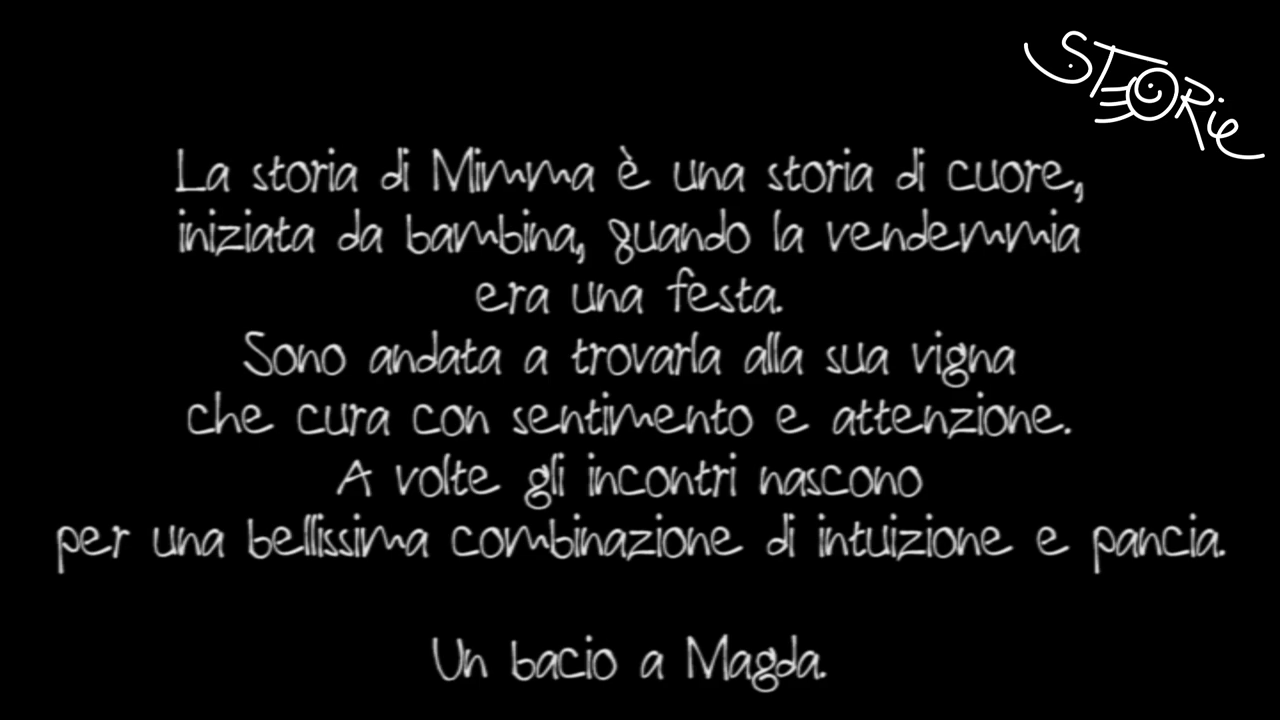 STORie
La storia di Mimma è una storia di cuore,
iniziata da bambina, quando la vendemmia
era una festa.
Sono andata a trovarla alla sua vigna
che cura con sentimento e attenzione.
A volte gli incontri nascono
per una bellissima combinazione di intuizione e pancia.
Un bacio a Magda.